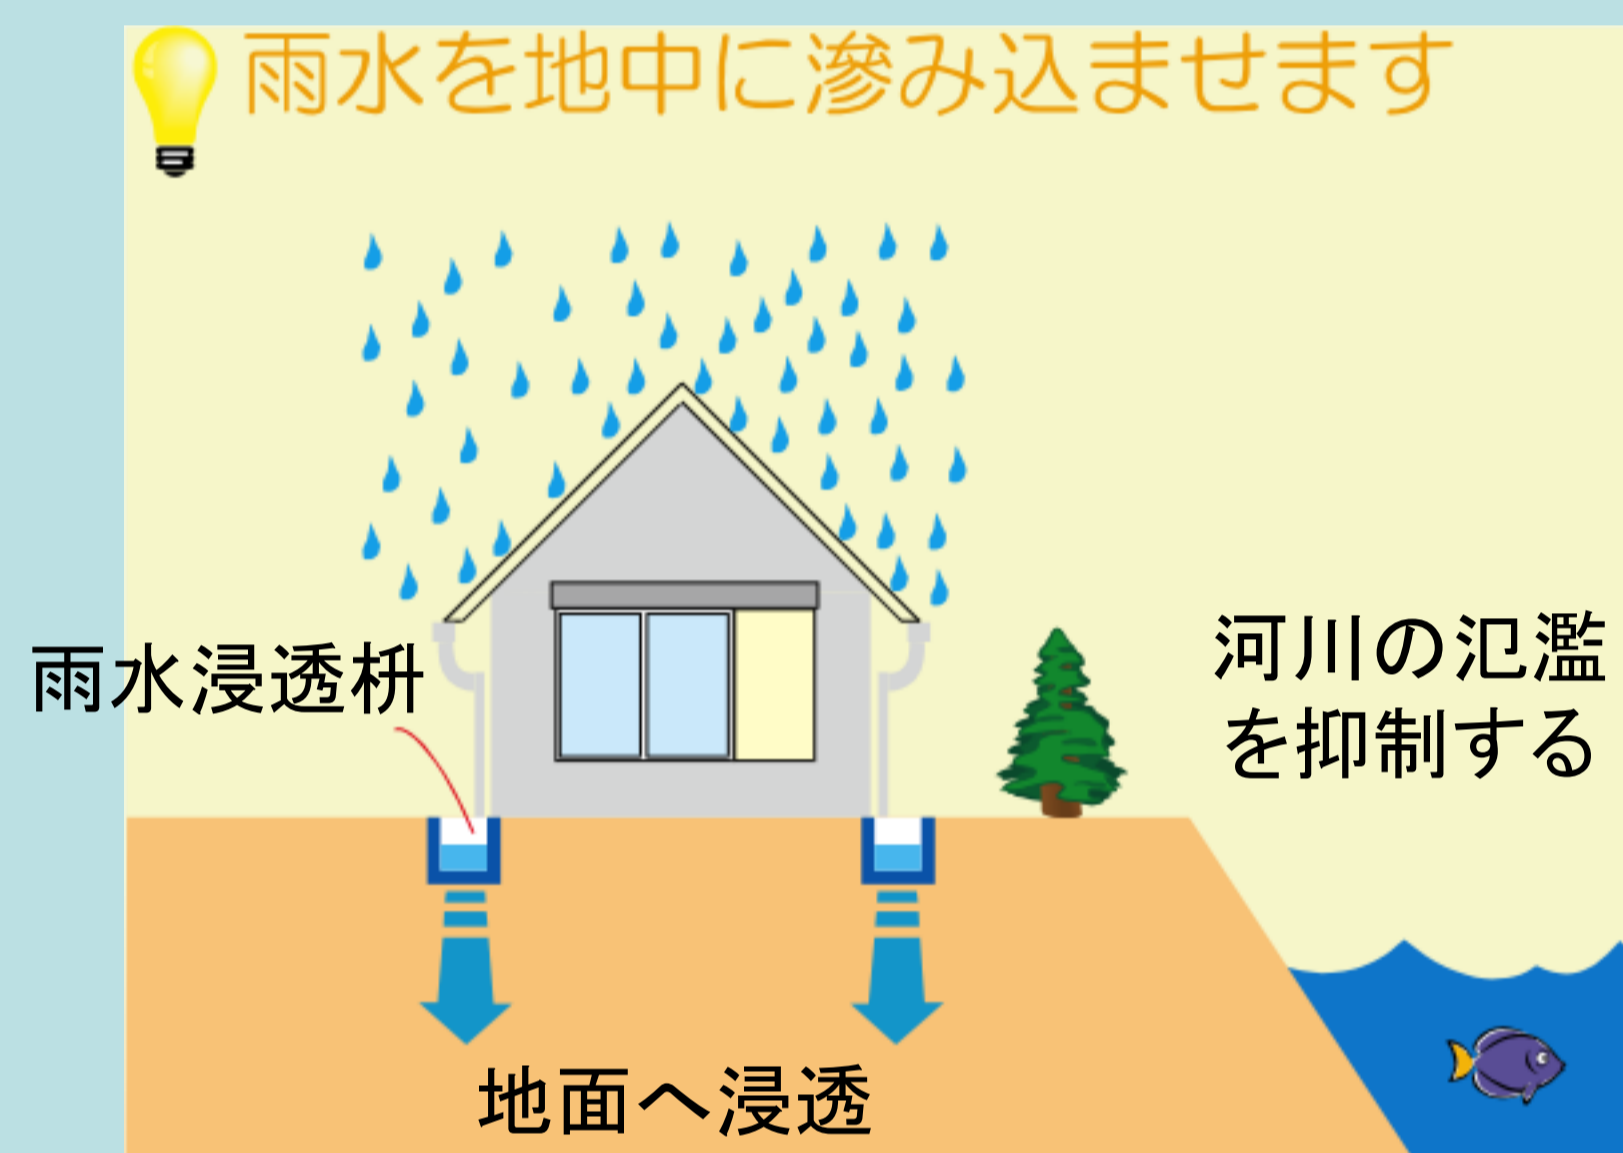 雨水を地中に滲み込ませます
雨水浸透枡
河川の氾濫
を抑制する
地面へ浸透